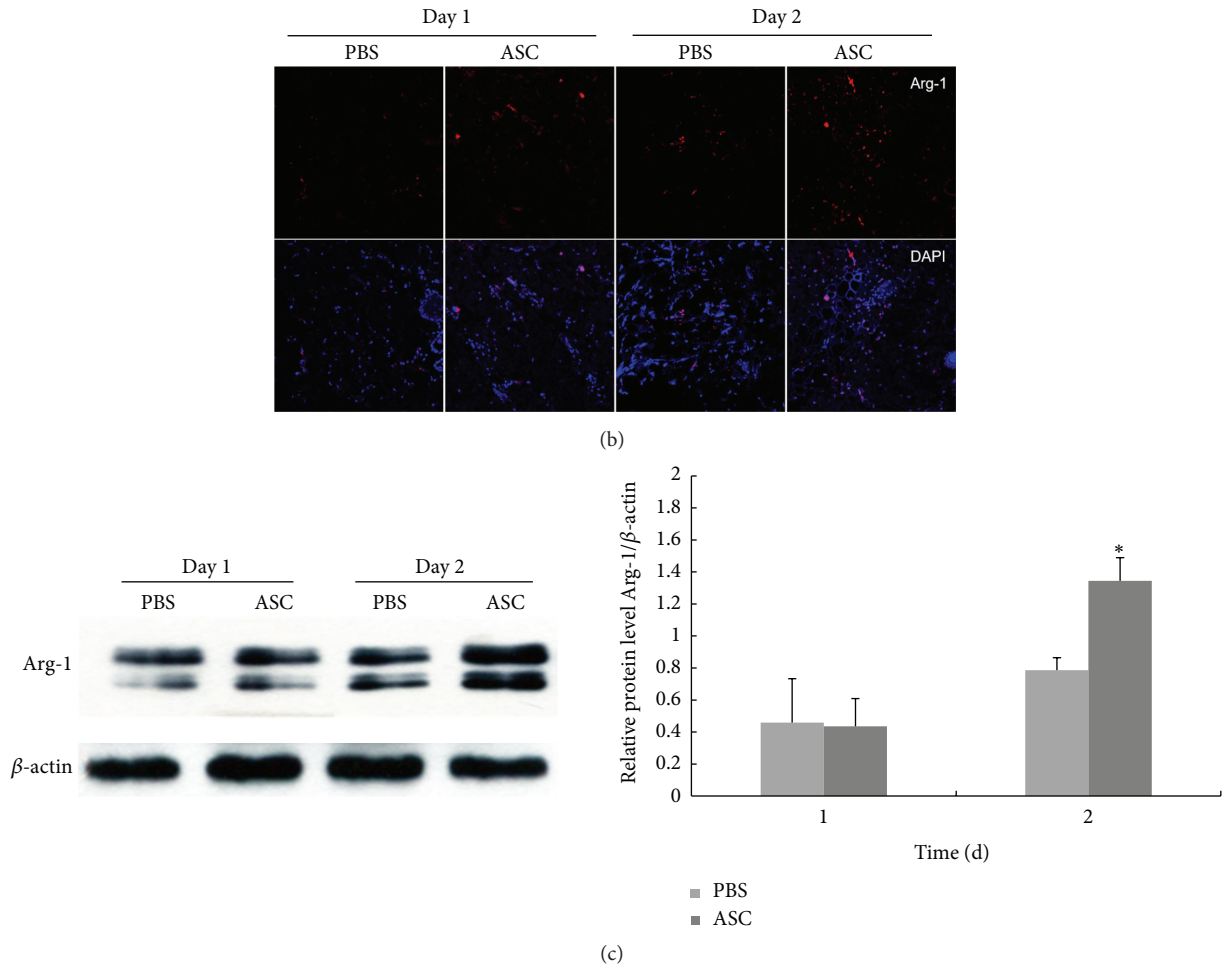 Day 1
Day 2
PBS
ASC
PBS
ASC
Arg-1
DAPI
(b)
Day 1
Day 2
PBS
ASC
PBS
ASC
Arg-1
β-actin
Relative protein level Arg-1/β-actin
2
1.8
1.6
1.4
1.2
1
0.8
0.6
0.4
0.2
0
*
1
2
Time (d)
PBS
ASC
(c)